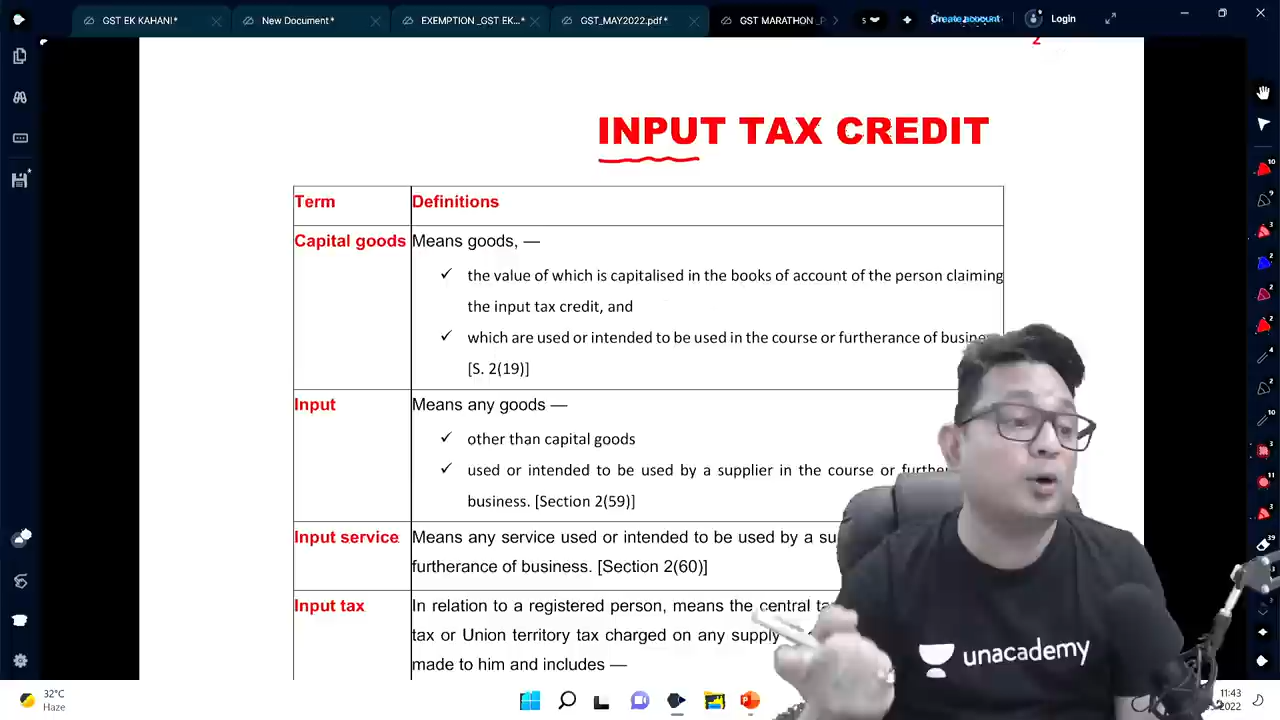 GST EK KAHANI*
New Document*
EXEMPTION _GST EK...*
GST_MAY2022.pdf*
GST MARATHON _P
5
Create account
Login
2
INPUT TAX CREDIT
Term
Definitions
Capital goods
Means goods, —
✓ the value of which is capitalised in the books of account of the person claiming
the input tax credit, and
✓ which are used or intended to be used in the course or furtherance of busine
[S. 2(19)]
Input
Means any goods —
✓ other than capital goods
✓ used or intended to be used by a supplier in the course or furthe
business. [Section 2(59)]
Input service
Means any service used or intended to be used by a su
furtherance of business. [Section 2(60)]
Input tax
In relation to a registered person, means the central ta
tax or Union territory tax charged on any supply
made to him and includes —
unacademy
32°C
Haze
11:43
2022